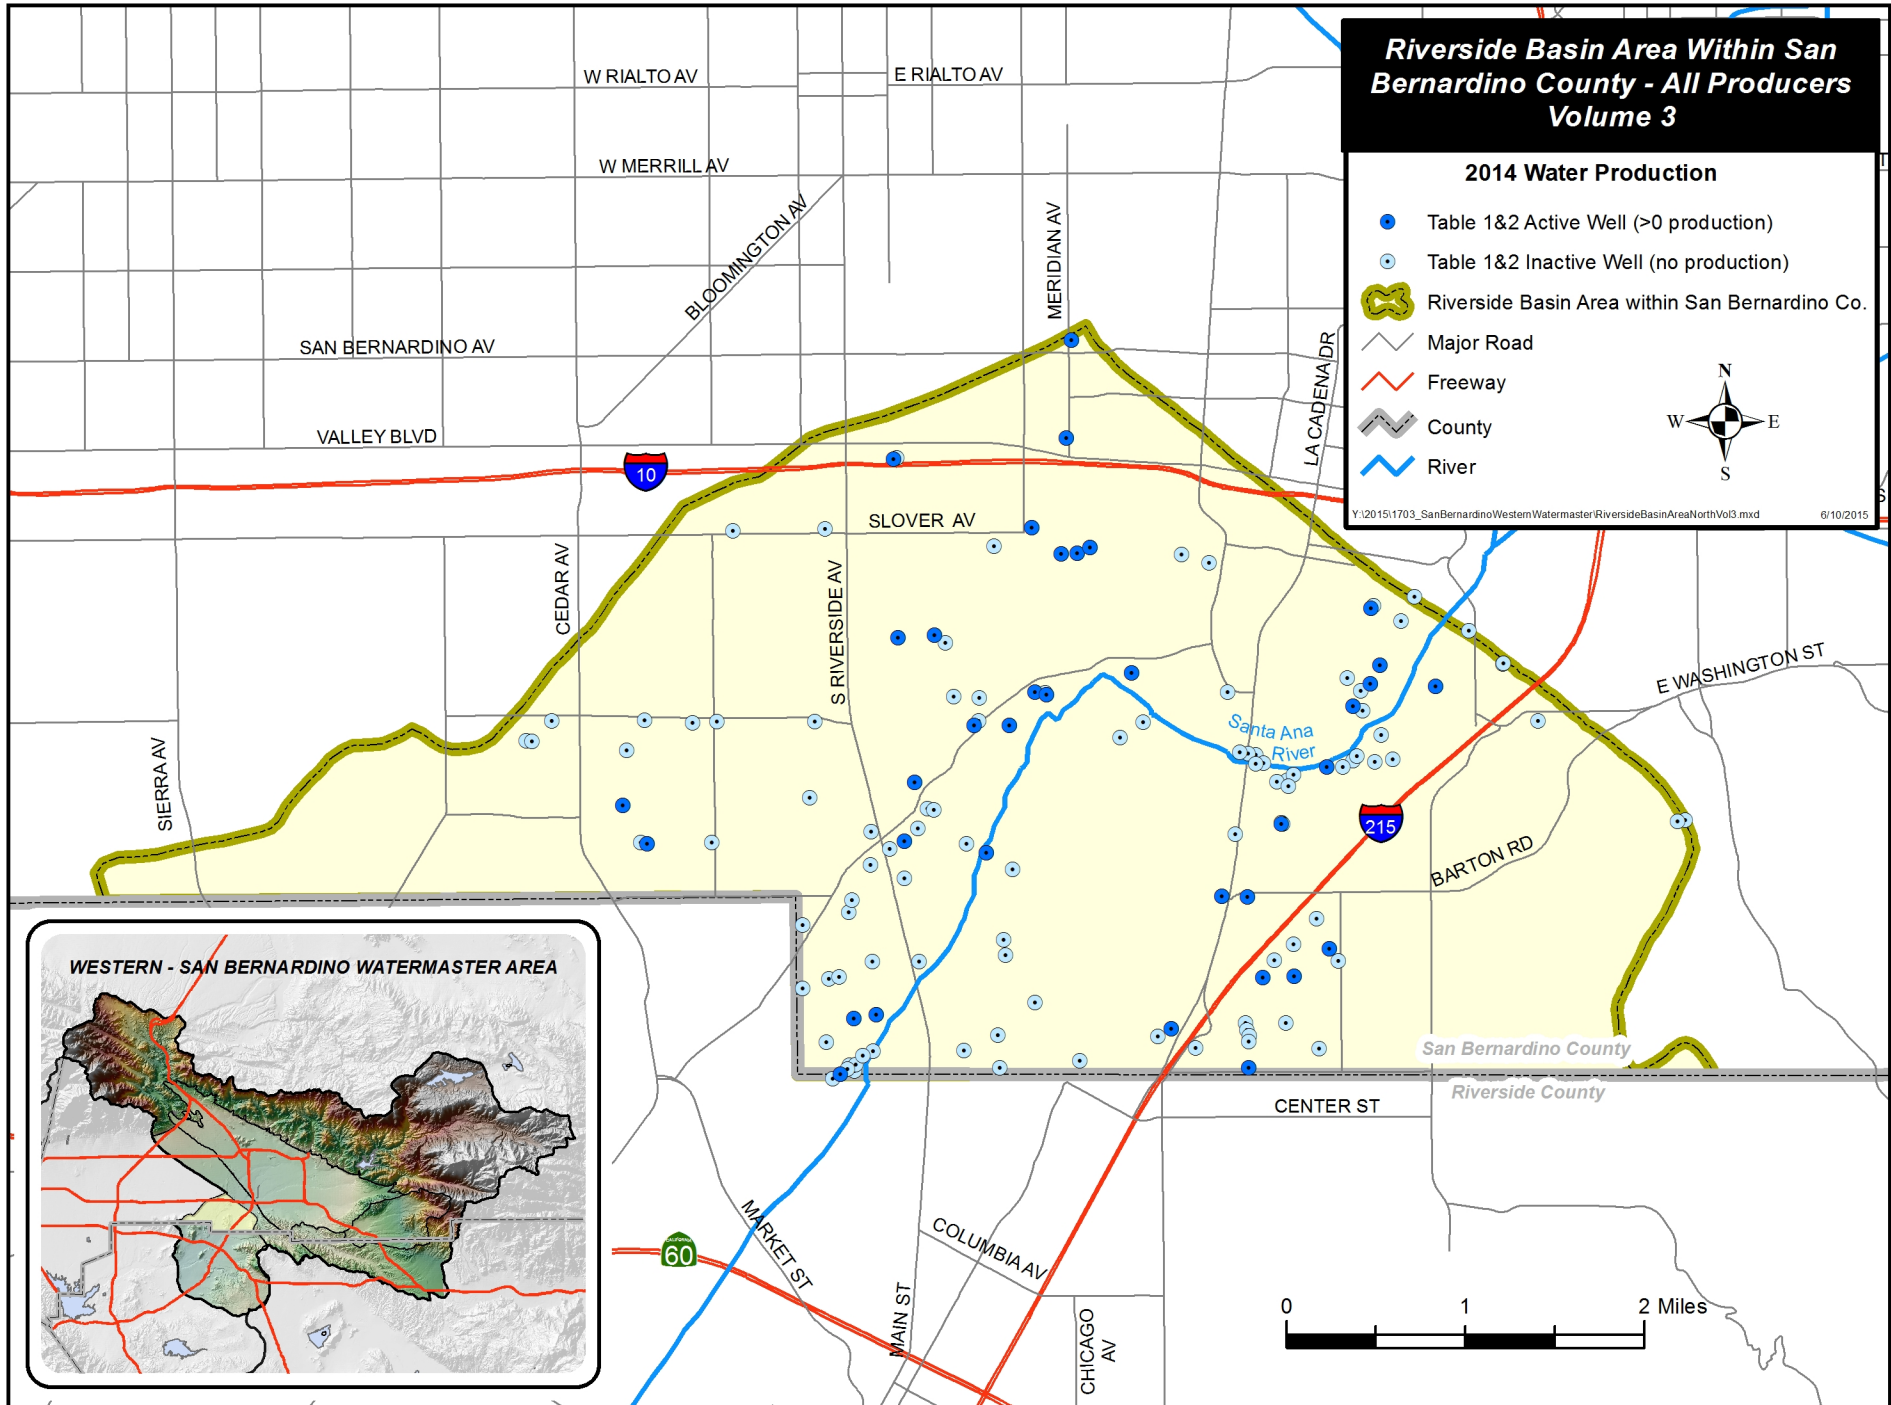 Riverside Basin Area Within San
Bernardino County - All Producers
Volume 3
2014 Water Production
Table 1&2 Active Well (>0 production)
Table 1&2 Inactive Well (no production)
Riverside Basin Area within San Bernardino Co.
Major Road
Freeway
County
River
N
W E
S
Y:\2015\1703_SanBernardinoWesternWatermaster\RiversideBasinAreaNorthVol3.mxd 6/10/2015
W RIALTO AV
E RIALTO AV
W MERRILL AV
BLOOMINGTON AV
MERIDIAN AV
SAN BERNARDINO AV
LA CADENA DR
VALLEY BLVD
10
SLOVER AV
CEDAR AV
S RIVERSIDE AV
E WASHINGTON ST
Santa Ana
River
SIERRA AV
215
BARTON RD
WESTERN - SAN BERNARDINO WATERMASTER AREA
San Bernardino County
Riverside County
CENTER ST
MARKET ST
COLUMBIA AV
CALIFORNIA
60
MAIN ST
CHICAGO
AV
0 1 2 Miles